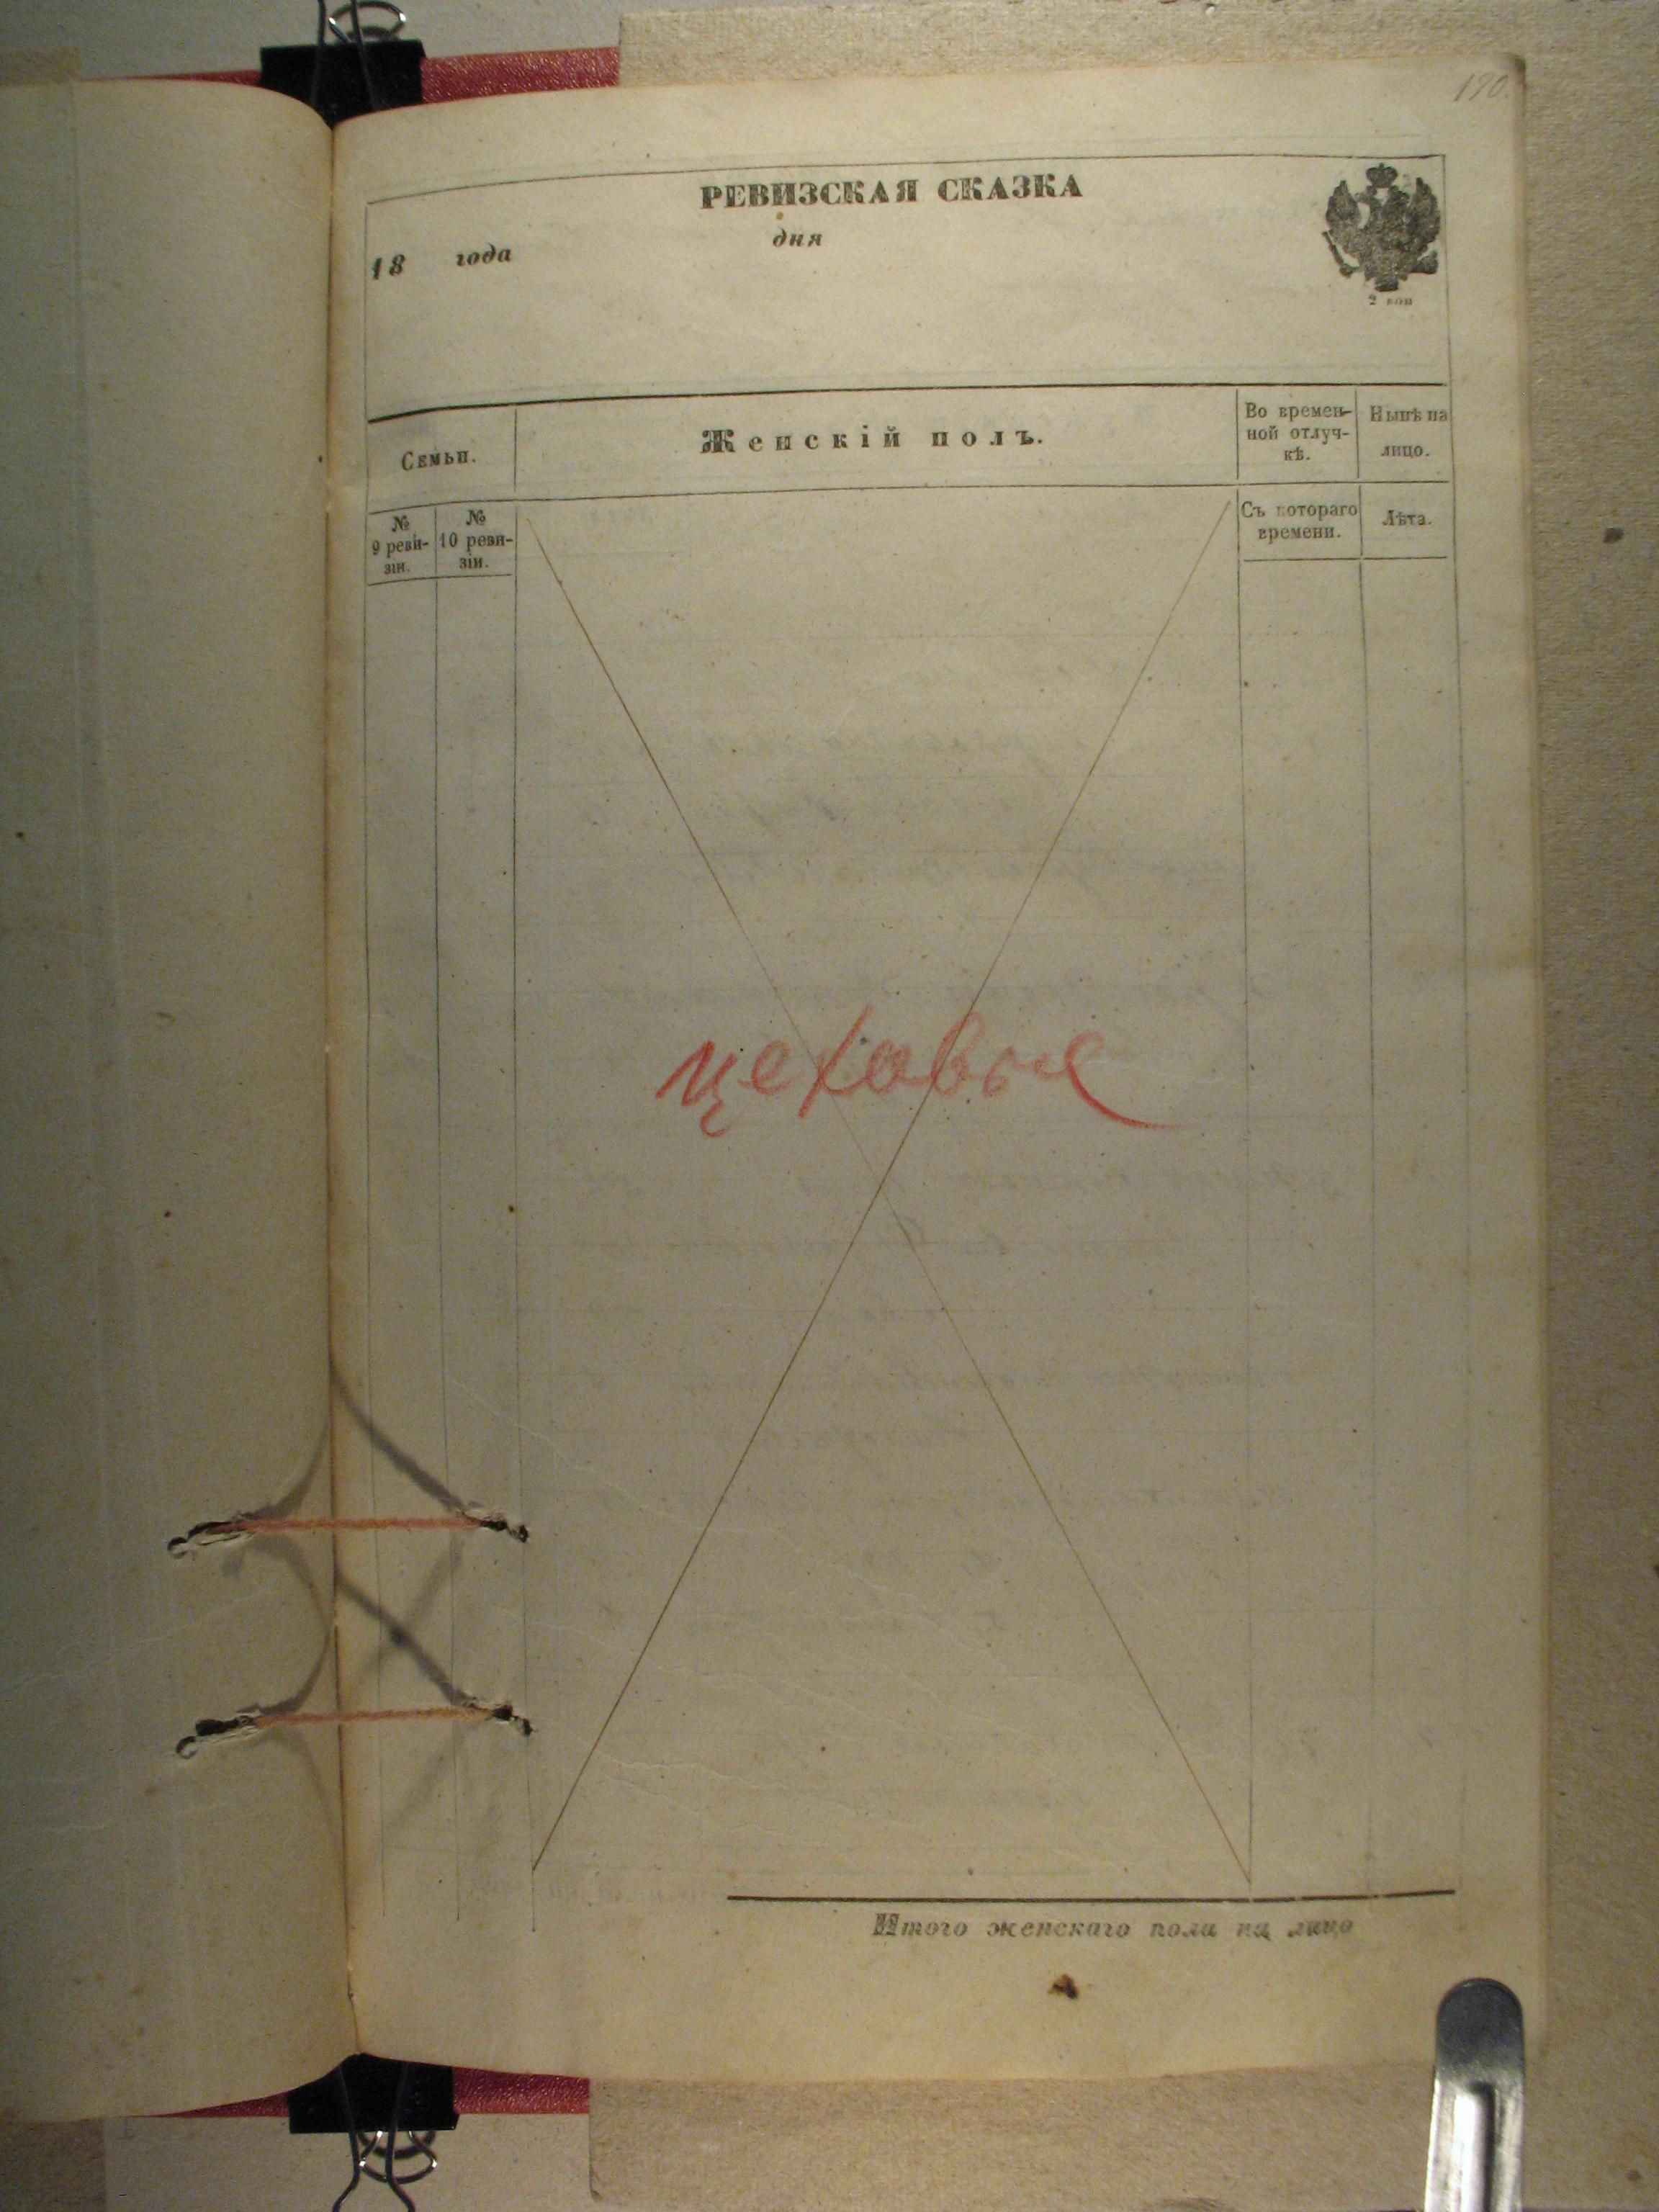 190.
РЕВИЗСКАЯ СКАЗКА
18 года дня
2 коп
Семьи.
Женскій полъ.
Во времен-
ной отлуч-
кѣ.
Нынѣ на
лицо.
№
9 реви-
зіи.
№
10 реви-
зіи.
Съ котораго
времени.
Лѣта.
цеховые
Итого женскаго пола на лицо